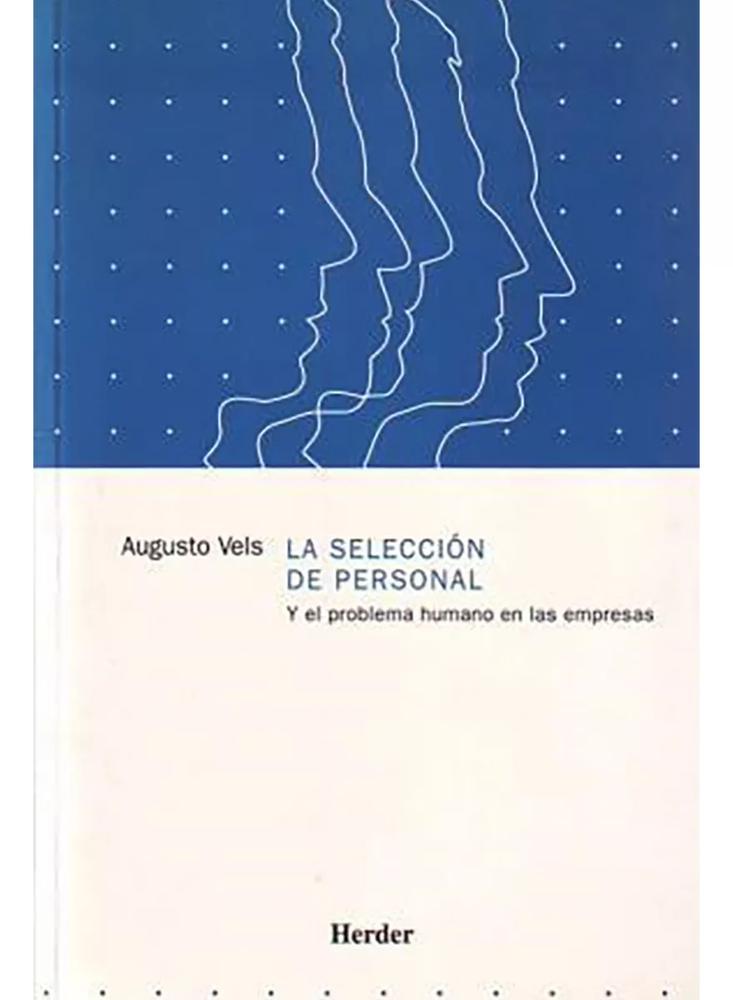 Augusto Vels LA SELECCIÓN
DE PERSONAL
Y el problema humano en las empresas
Herder